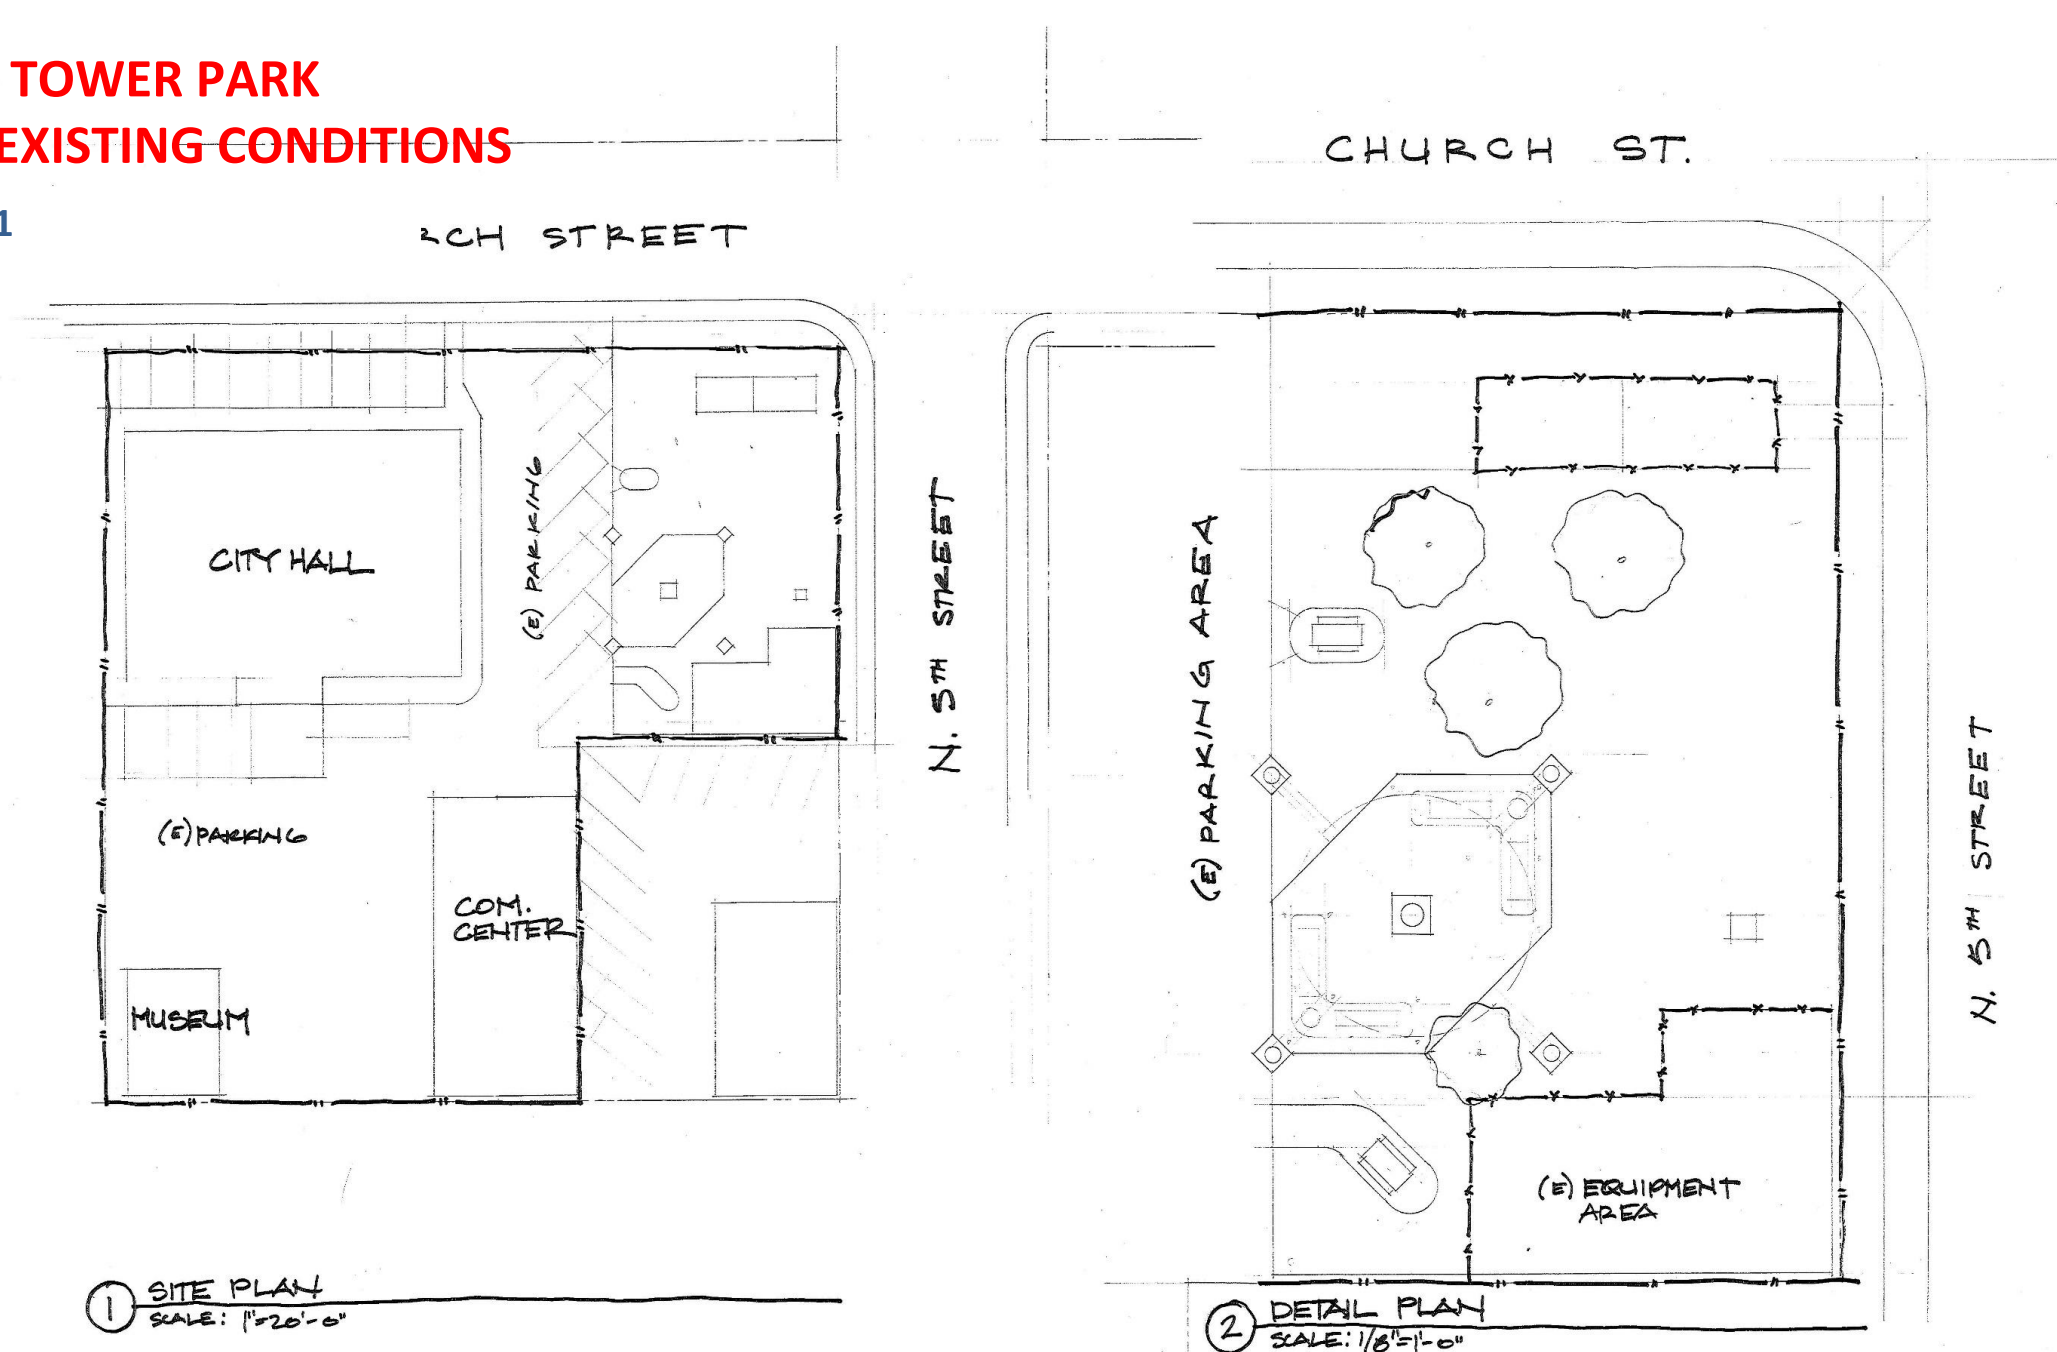 TOWER PARK
EXISTING CONDITIONS
1
RCH STREET
CHURCH ST.
CITY HALL
(E) PARKING
N. 5TH STREET
(E) PARKING
COM.
CENTER
MUSEUM
(E) PARKING AREA
N. 5TH STREET
(E) EQUIPMENT
AREA
1 SITE PLAN
SCALE: 1"=20'-0"
2 DETAIL PLAN
SCALE: 1/8"=1'-0"